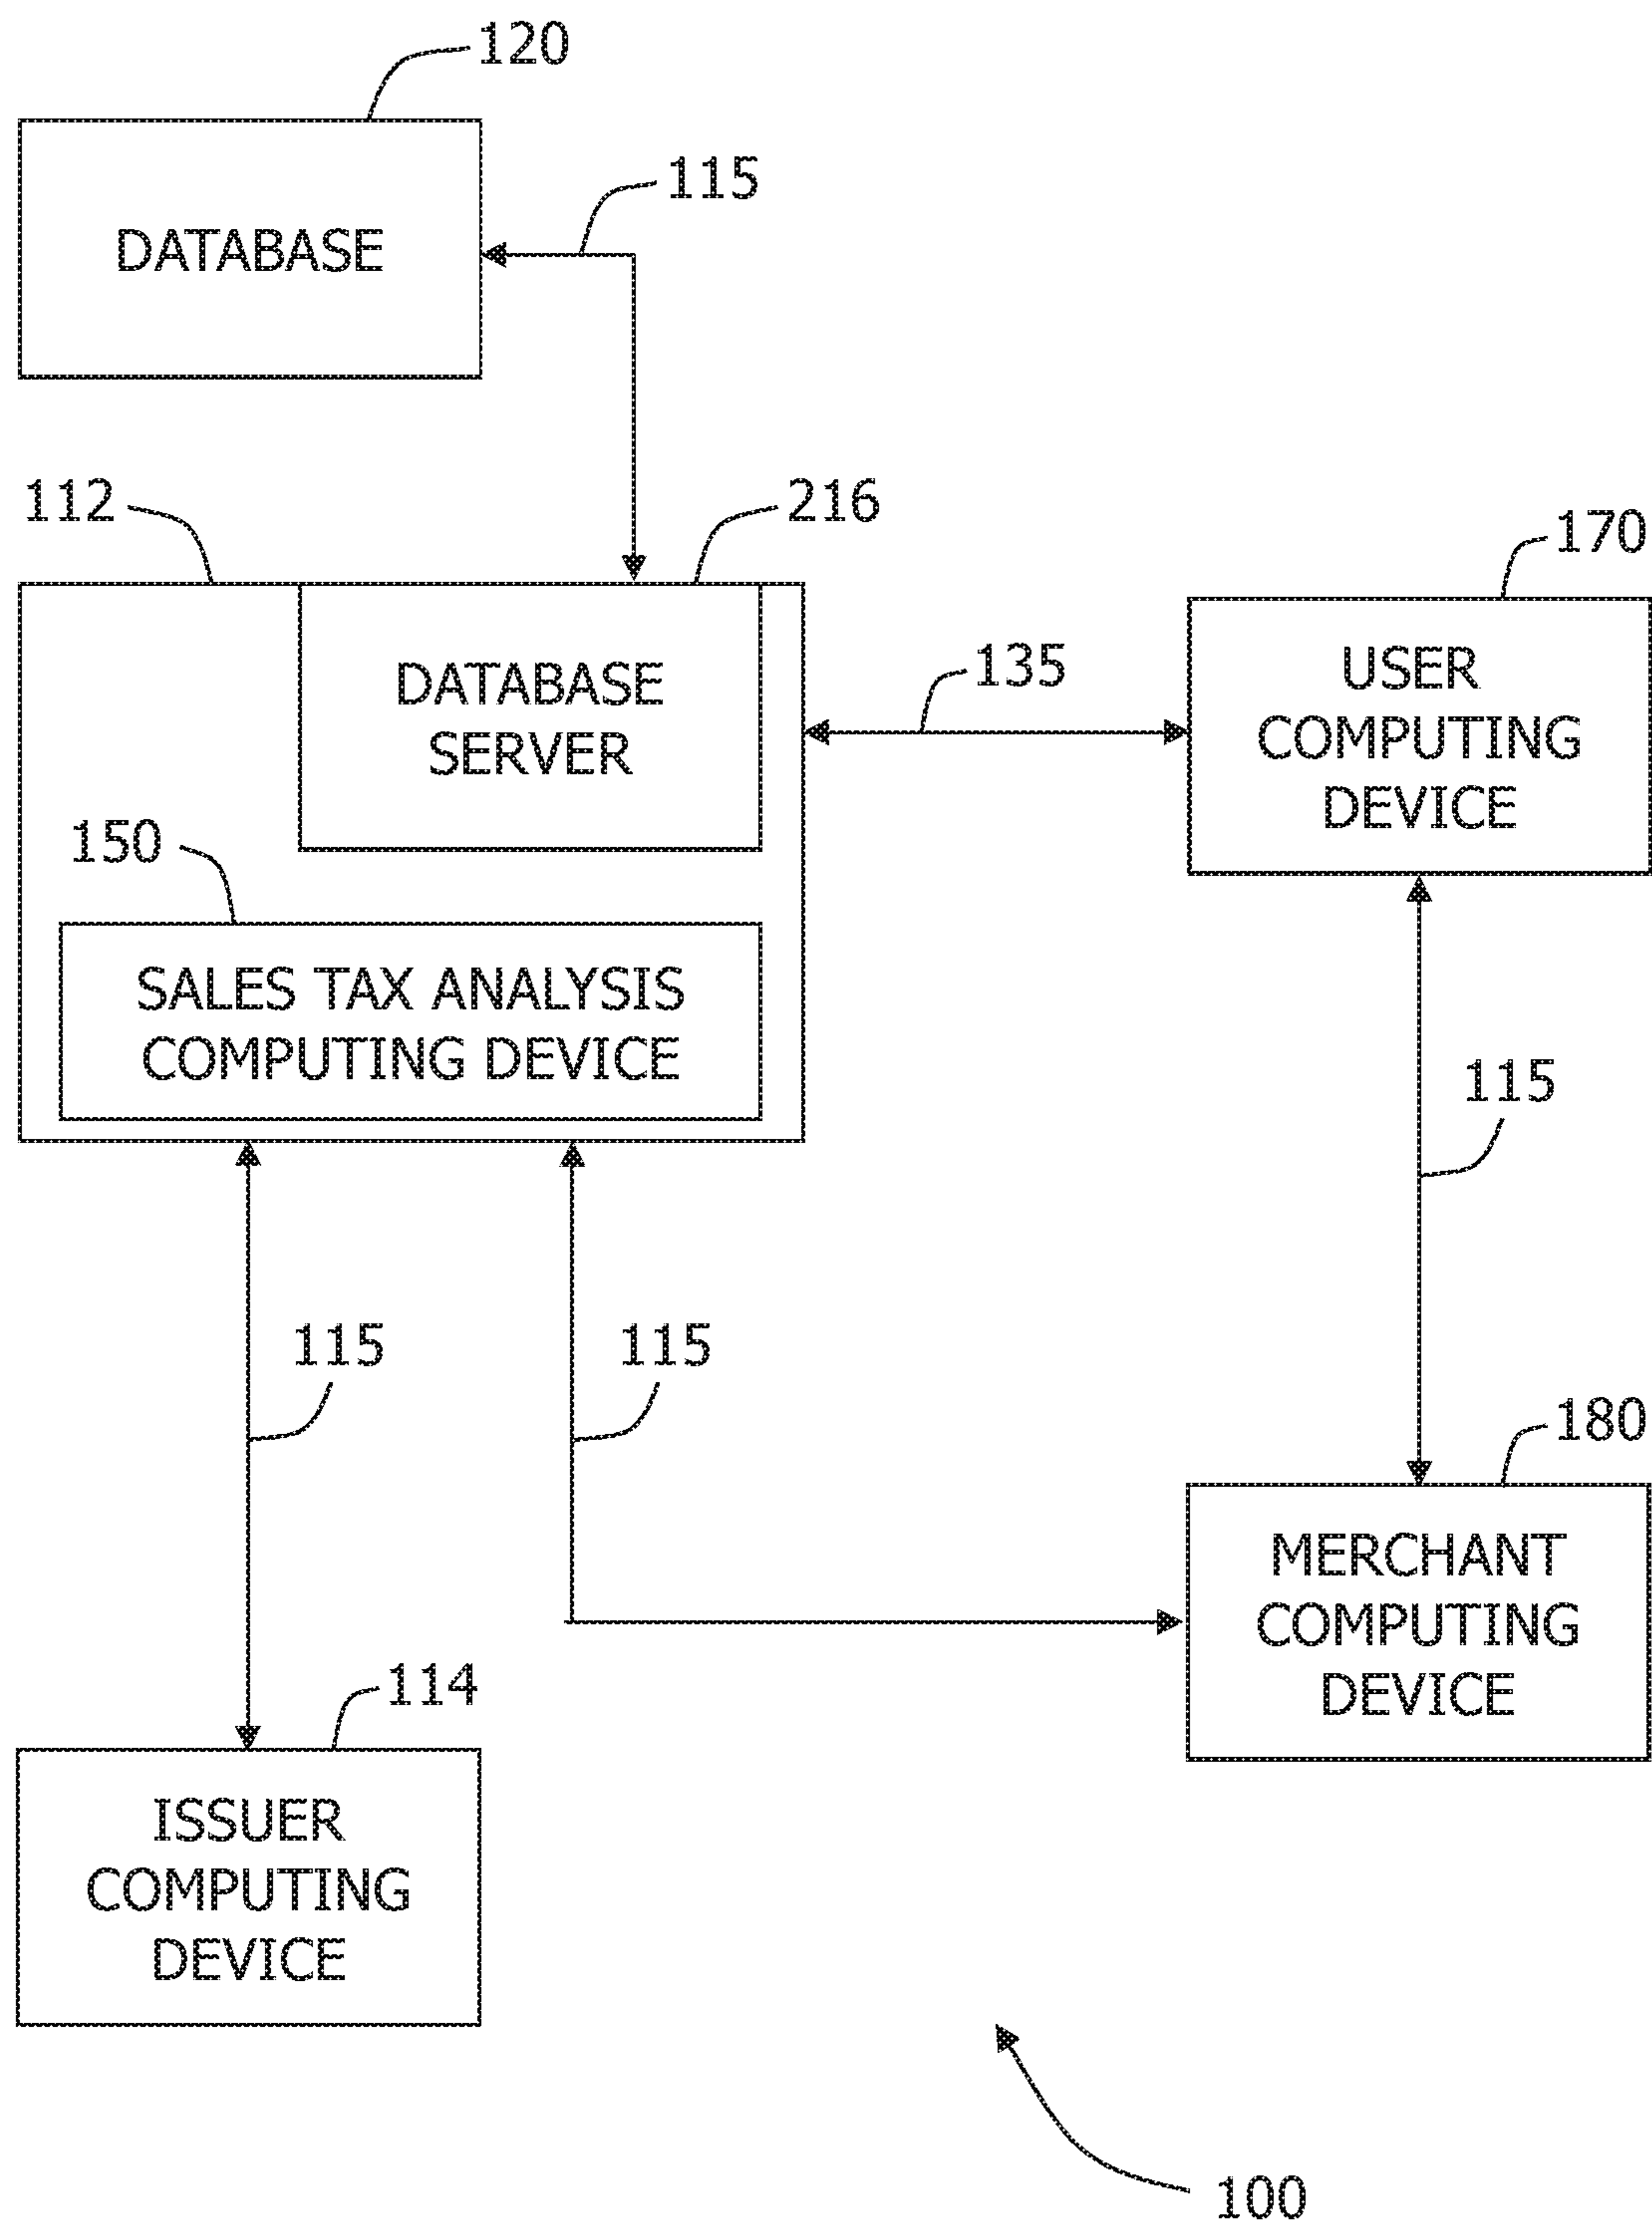 120
115
DATABASE
112
216
170
DATABASE
SERVER
135
USER
COMPUTING
DEVICE
150
SALES TAX ANALYSIS
COMPUTING DEVICE
115
115
115
180
MERCHANT
COMPUTING
DEVICE
114
ISSUER
COMPUTING
DEVICE
100